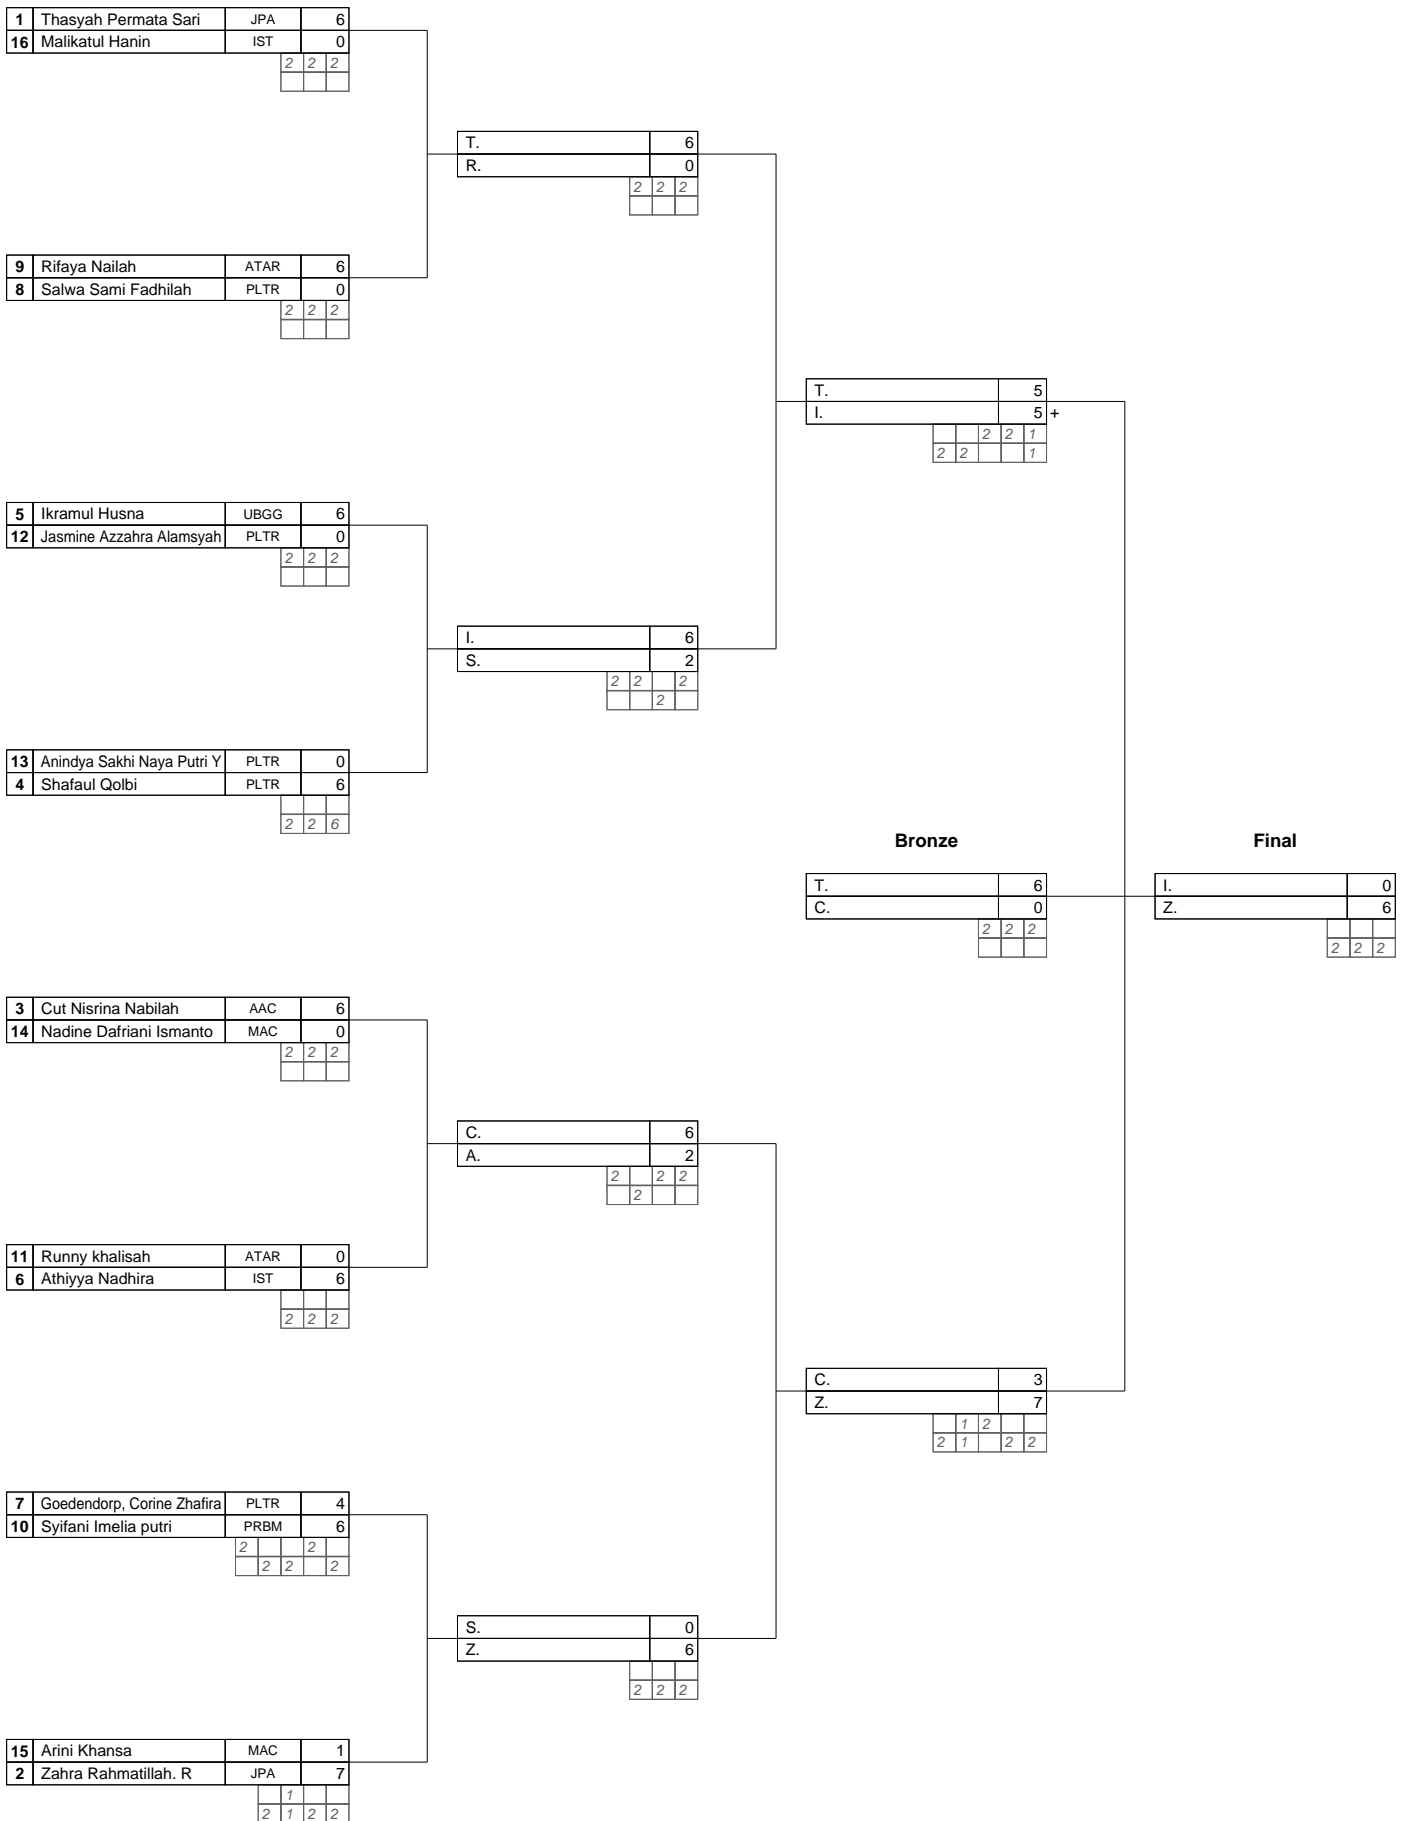 1 Thasyah Permata Sari JPA 6
16 Malikatul Hanin IST 0
2 2 2
T. 6
R. 0
2 2 2
9 Rifaya Nailah ATAR 6
8 Salwa Sami Fadhilah PLTR 0
2 2 2
T. 5
I. 5 +
2 2 1
2 2 1
5 Ikramul Husna UBGG 6
12 Jasmine Azzahra Alamsyah PLTR 0
2 2 2
I. 6
S. 2
2 2 2
2
13 Anindya Sakhi Naya Putri Y PLTR 0
4 Shafaul Qolbi PLTR 6
2 2 6
Bronze Final
T. 6 I. 0
C. 0 Z. 6
2 2 2
2 2 2
3 Cut Nisrina Nabilah AAC 6
14 Nadine Dafriani Ismanto MAC 0
2 2 2
C. 6
A. 2
2 2 2
2
11 Runny khalisah ATAR 0
6 Athiyya Nadhira IST 6
2 2 2
C. 3
Z. 7
1 2
2 1 2 2
7 Goedendorp, Corine Zhafira PLTR 4
10 Syifani Imelia putri PRBM 6
2 2
2 2 2
S. 0
Z. 6
2 2 2
15 Arini Khansa MAC 1
2 Zahra Rahmatillah. R JPA 7
1
2 1 2 2